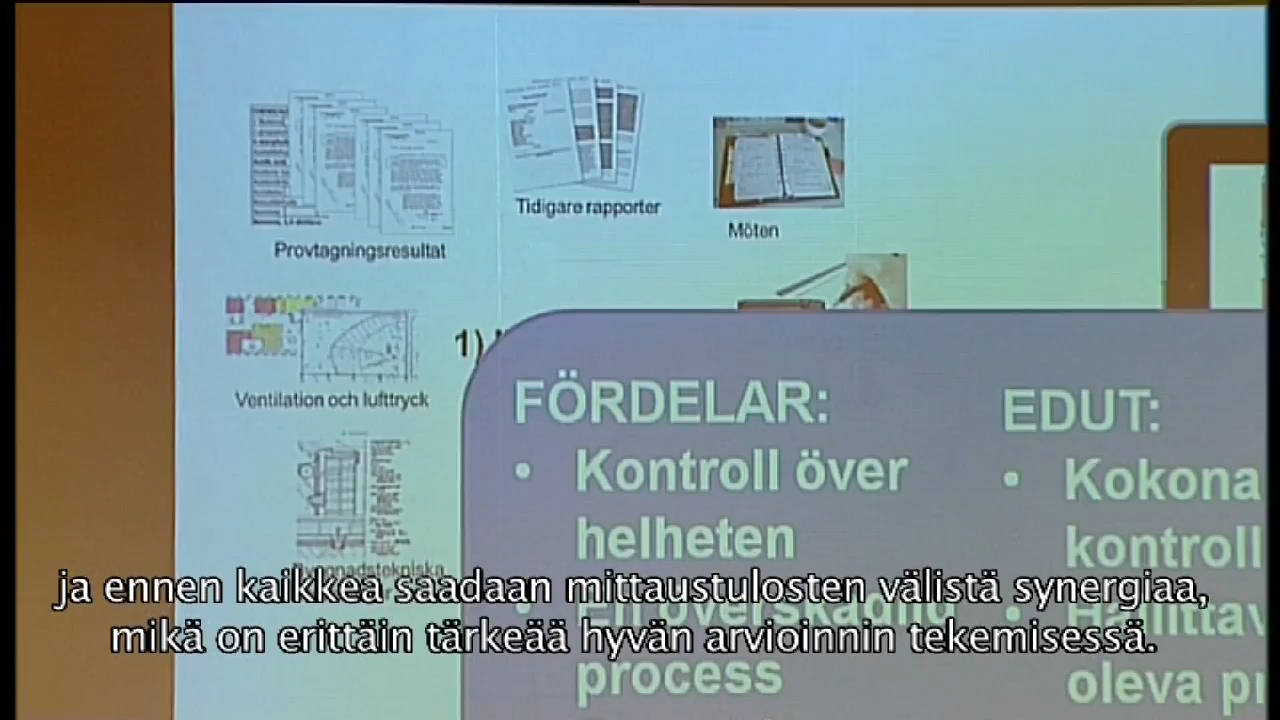 Tidigare rapporter
Möten
Provtagningsresultat
1)
Ventilation och lufttryck
FÖRDELAR:
• Kontroll över
helheten
process
EDUT:
• Kokona
kontroll
oleva pr
ja ennen kaikkea saadaan mittaustulosten välistä synergiaa,
mikä on erittäin tärkeää hyvän arvioinnin tekemisessä.